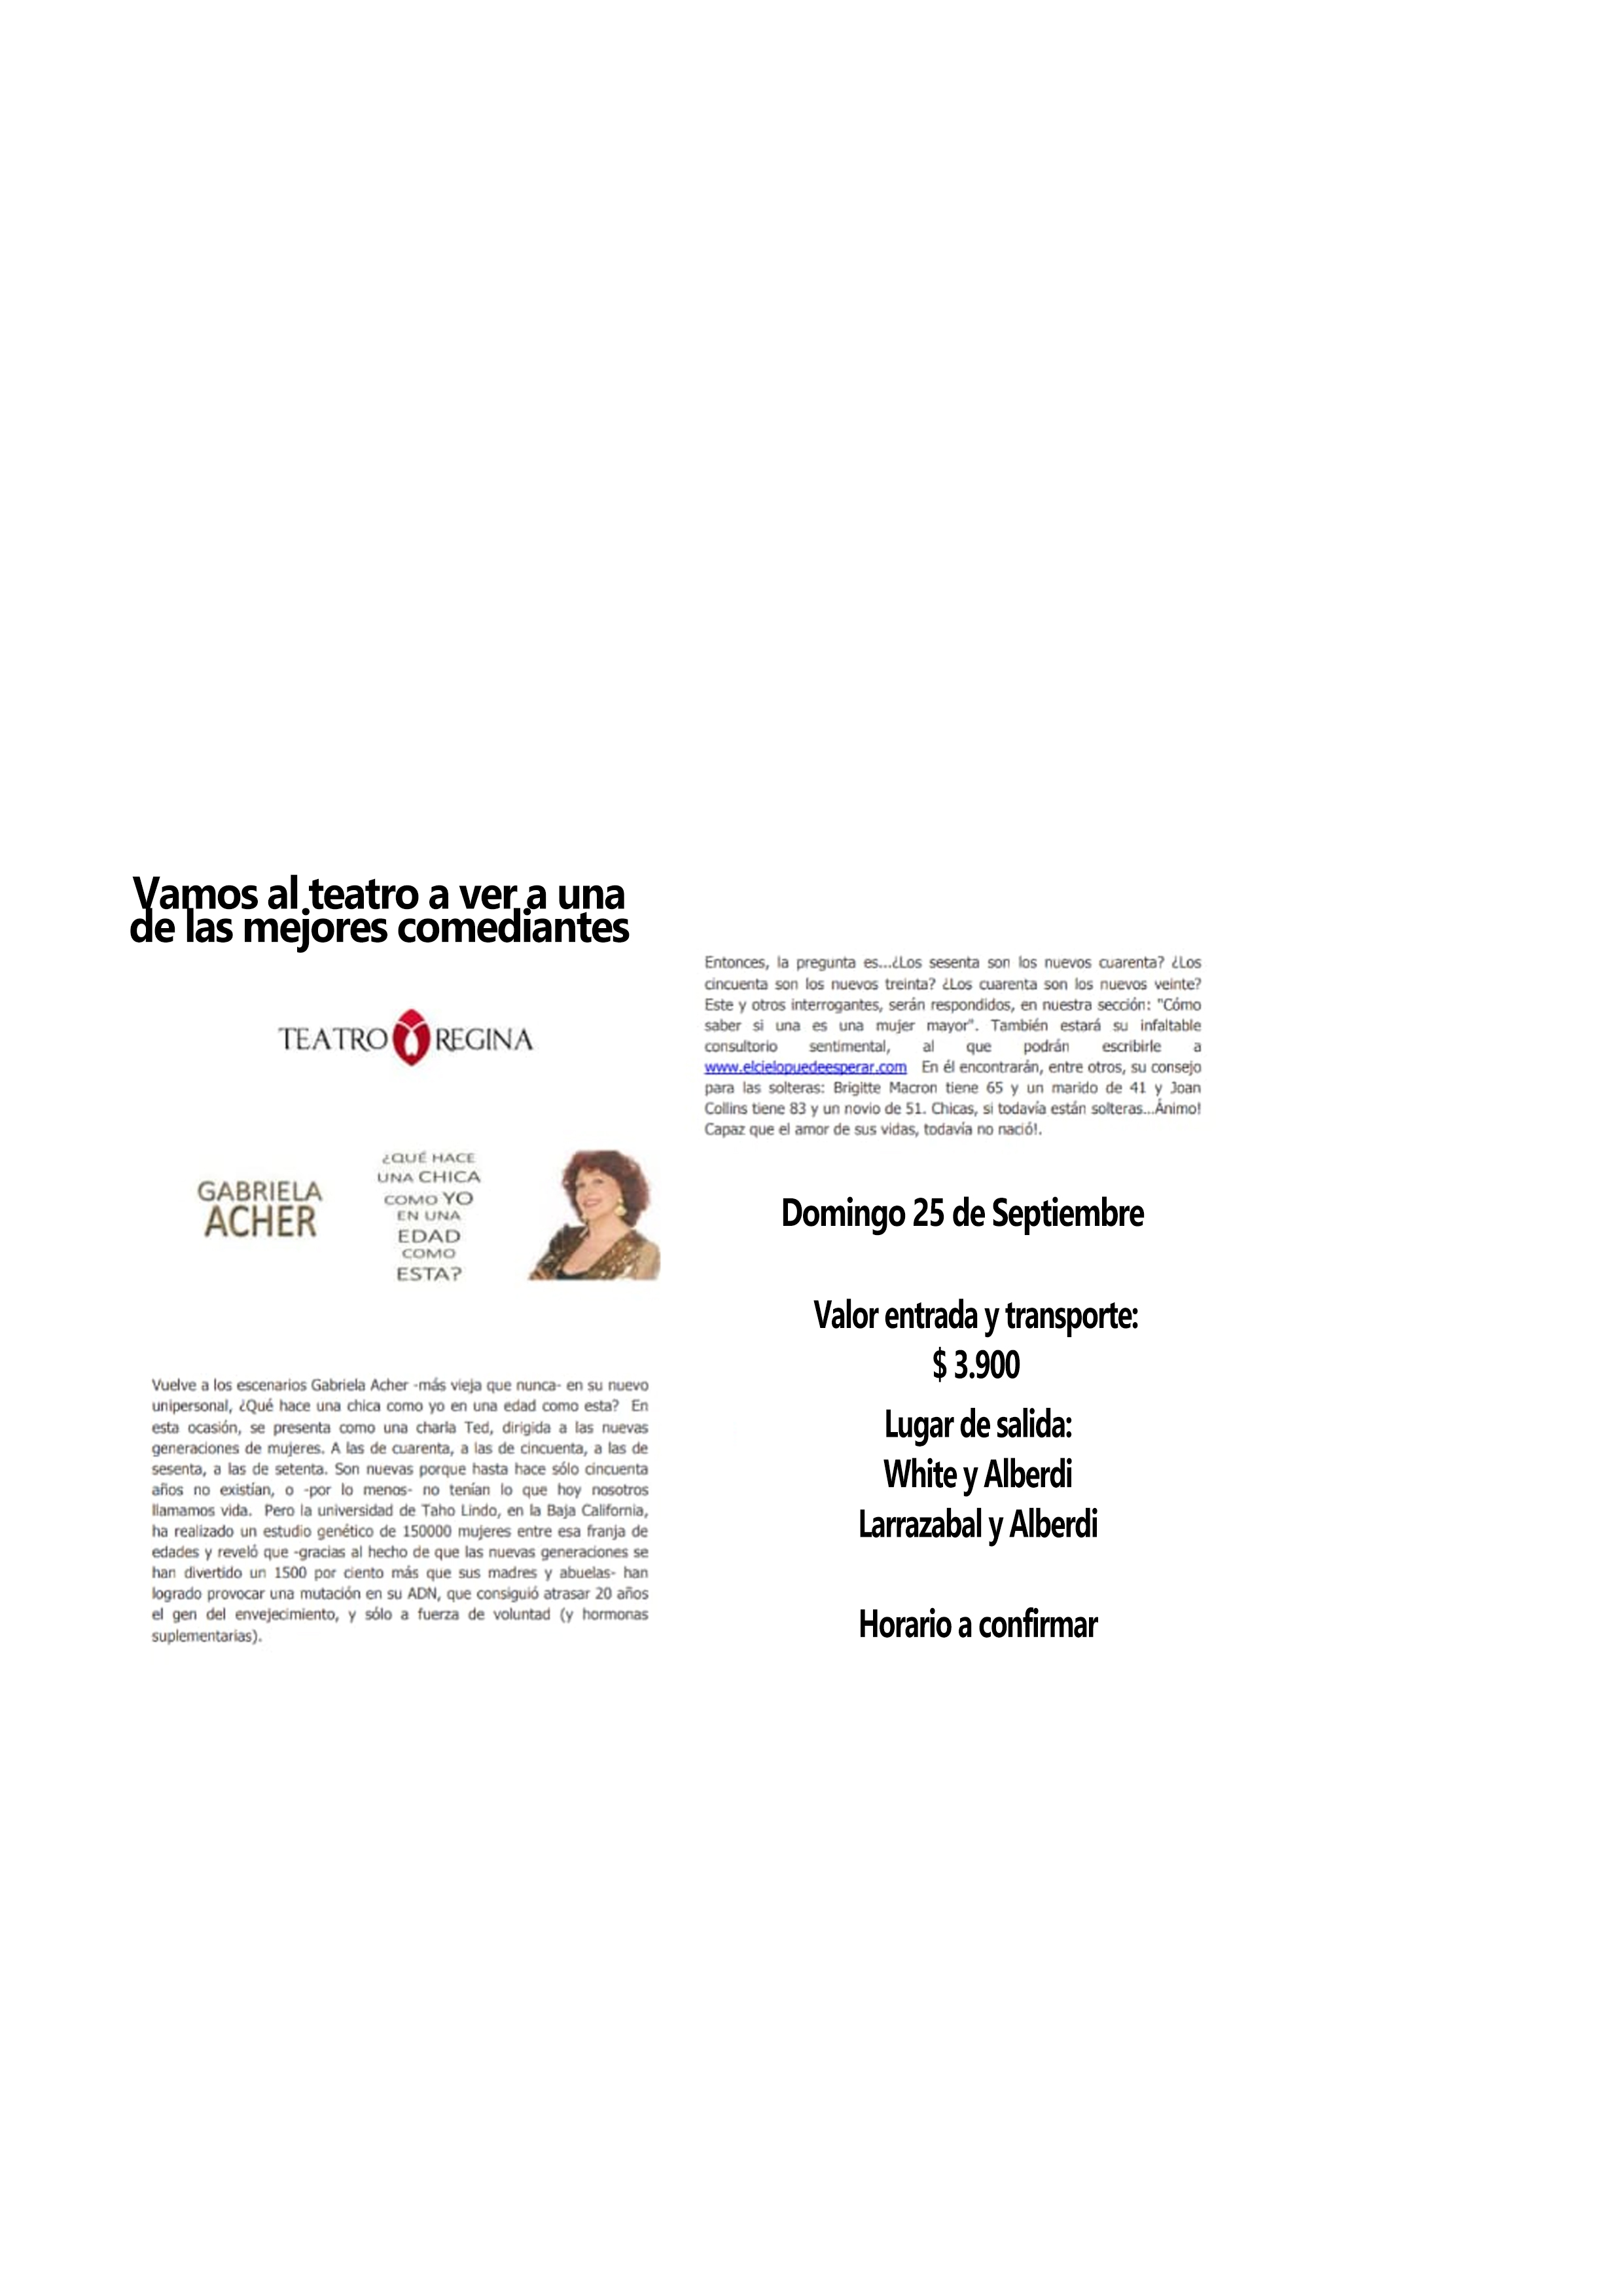 Vamos al teatro a ver a una
de las mejores comediantes
TEATRO REGINA
GABRIELA
ACHER
¿QUÉ HACE
UNA CHICA
COMO YO
EN UNA
EDAD
COMO
ESTA?
Vuelve a los escenarios Gabriela Acher -más vieja que nunca- en su nuevo
unipersonal, ¿Qué hace una chica como yo en una edad como esta? En
esta ocasión, se presenta como una charla Ted, dirigida a las nuevas
generaciones de mujeres. A las de cuarenta, a las de cincuenta, a las de
sesenta, a las de setenta. Son nuevas porque hasta hace sólo cincuenta
años no existían, o -por lo menos- no tenían lo que hoy nosotros
llamamos vida. Pero la universidad de Taho Lindo, en la Baja California,
ha realizado un estudio genético de 150000 mujeres entre esa franja de
edades y reveló que -gracias al hecho de que las nuevas generaciones se
han divertido un 1500 por ciento más que sus madres y abuelas- han
logrado provocar una mutación en su ADN, que consiguió atrasar 20 años
el gen del envejecimiento, y sólo a fuerza de voluntad (y hormonas
suplementarias).
Entonces, la pregunta es...¿Los sesenta son los nuevos cuarenta? ¿Los
cincuenta son los nuevos treinta? ¿Los cuarenta son los nuevos veinte?
Este y otros interrogantes, serán respondidos, en nuestra sección: "Cómo
saber si una es una mujer mayor". También estará su infaltable
consultorio sentimental, al que podrán escribirle a
www.elcielopuedeesperar.com En él encontrarán, entre otros, su consejo
para las solteras: Brigitte Macron tiene 65 y un marido de 41 y Joan
Collins tiene 83 y un novio de 51. Chicas, si todavía están solteras...Ánimo!
Capaz que el amor de sus vidas, todavía no nació!.
Domingo 25 de Septiembre
Valor entrada y transporte:
$ 3.900
Lugar de salida:
White y Alberdi
Larrazabal y Alberdi
Horario a confirmar